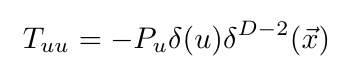 $T_{uu} = -P_u \delta(u) \delta^{D-2}(\vec{x})$